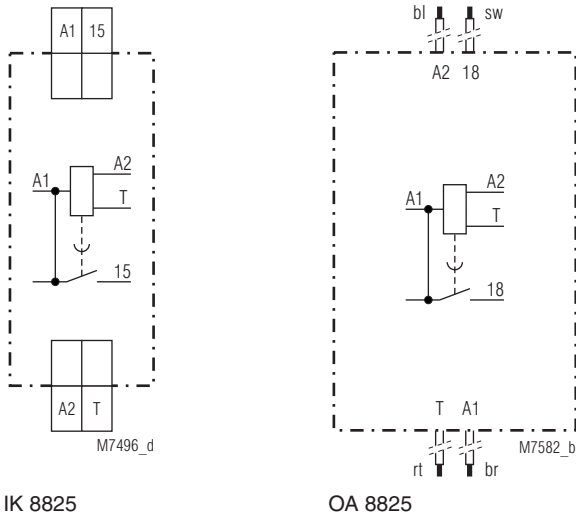 A1 15
A1
A2
T
15
A2 T
M7496_d
IK 8825
bl sw
A2 18
A1
A2
T
18
T A1
M7582_b
rt br
OA 8825